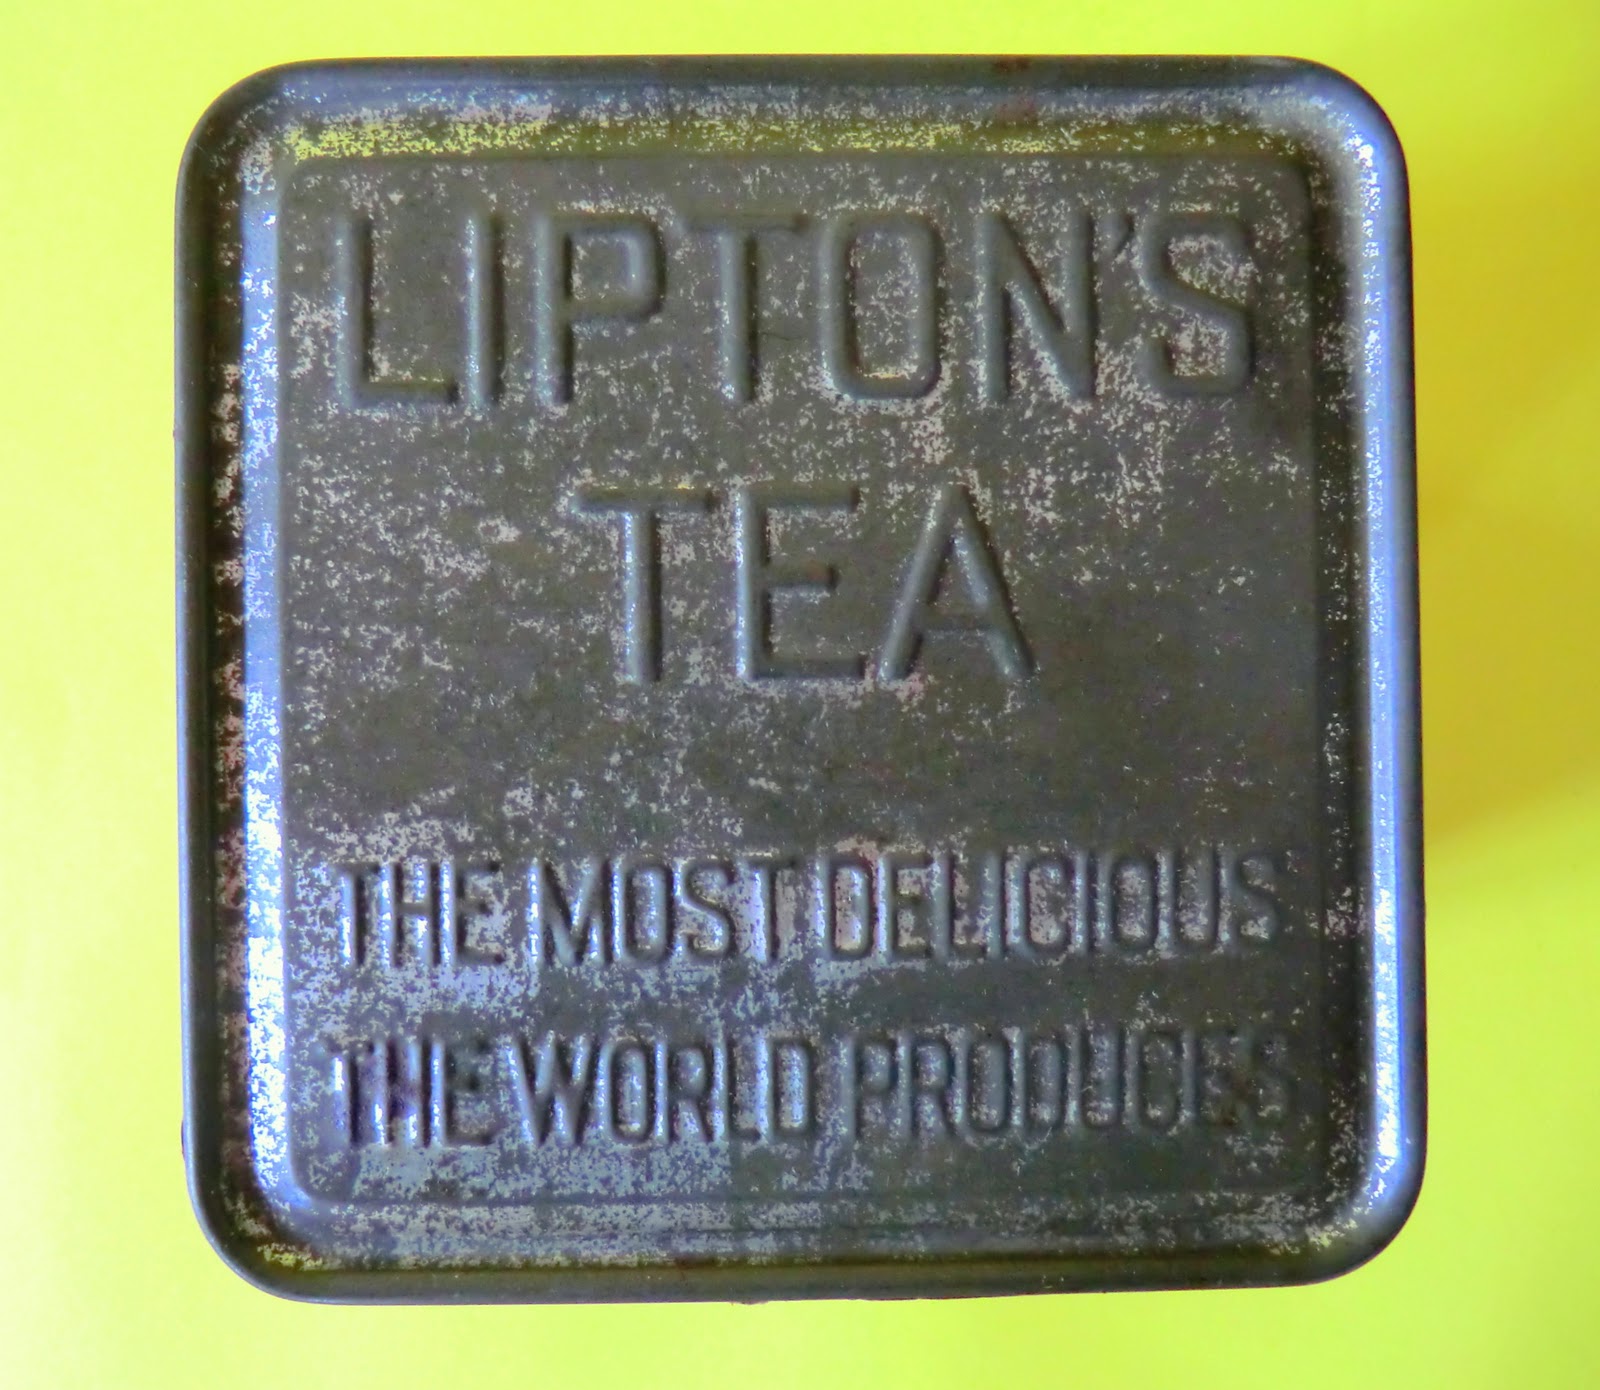 LIPTON'S
TEA
THE MOST DELICIOUS
THE WORLD PRODUCES